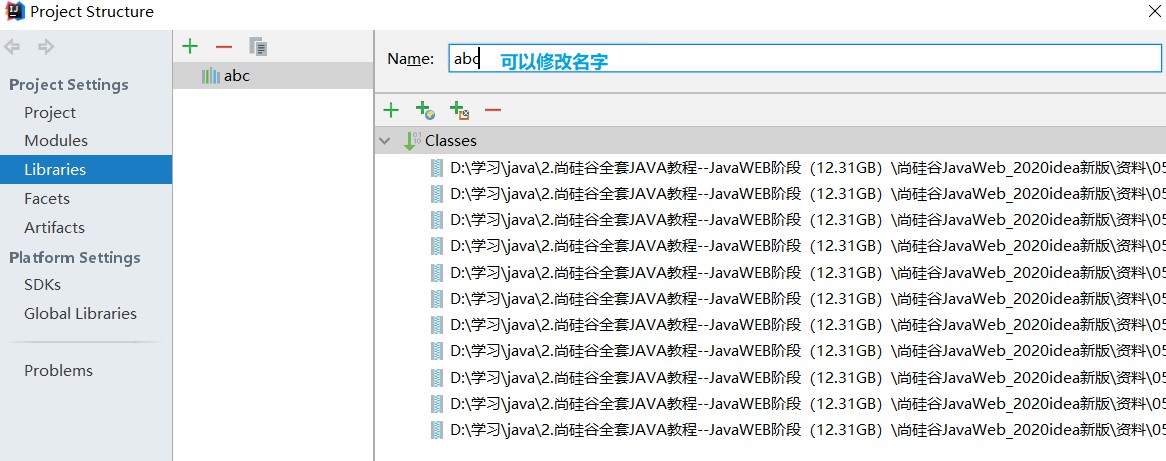 Project Structure
Project Settings
Project
Modules
Libraries
Facets
Artifacts
Platform Settings
SDKs
Global Libraries
Problems
abc
Name: abc 可以修改名字
Classes
D:\学习\java\2.尚硅谷全套JAVA教程--JavaWEB阶段（12.31GB）\尚硅谷JavaWeb_2020idea新版\资料\05
D:\学习\java\2.尚硅谷全套JAVA教程--JavaWEB阶段（12.31GB）\尚硅谷JavaWeb_2020idea新版\资料\05
D:\学习\java\2.尚硅谷全套JAVA教程--JavaWEB阶段（12.31GB）\尚硅谷JavaWeb_2020idea新版\资料\05
D:\学习\java\2.尚硅谷全套JAVA教程--JavaWEB阶段（12.31GB）\尚硅谷JavaWeb_2020idea新版\资料\05
D:\学习\java\2.尚硅谷全套JAVA教程--JavaWEB阶段（12.31GB）\尚硅谷JavaWeb_2020idea新版\资料\05
D:\学习\java\2.尚硅谷全套JAVA教程--JavaWEB阶段（12.31GB）\尚硅谷JavaWeb_2020idea新版\资料\05
D:\学习\java\2.尚硅谷全套JAVA教程--JavaWEB阶段（12.31GB）\尚硅谷JavaWeb_2020idea新版\资料\05
D:\学习\java\2.尚硅谷全套JAVA教程--JavaWEB阶段（12.31GB）\尚硅谷JavaWeb_2020idea新版\资料\05
D:\学习\java\2.尚硅谷全套JAVA教程--JavaWEB阶段（12.31GB）\尚硅谷JavaWeb_2020idea新版\资料\05
D:\学习\java\2.尚硅谷全套JAVA教程--JavaWEB阶段（12.31GB）\尚硅谷JavaWeb_2020idea新版\资料\05
D:\学习\java\2.尚硅谷全套JAVA教程--JavaWEB阶段（12.31GB）\尚硅谷JavaWeb_2020idea新版\资料\05